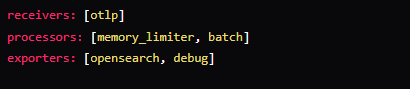 receivers: [otlp]
processors: [memory_limiter, batch]
exporters: [opensearch, debug]